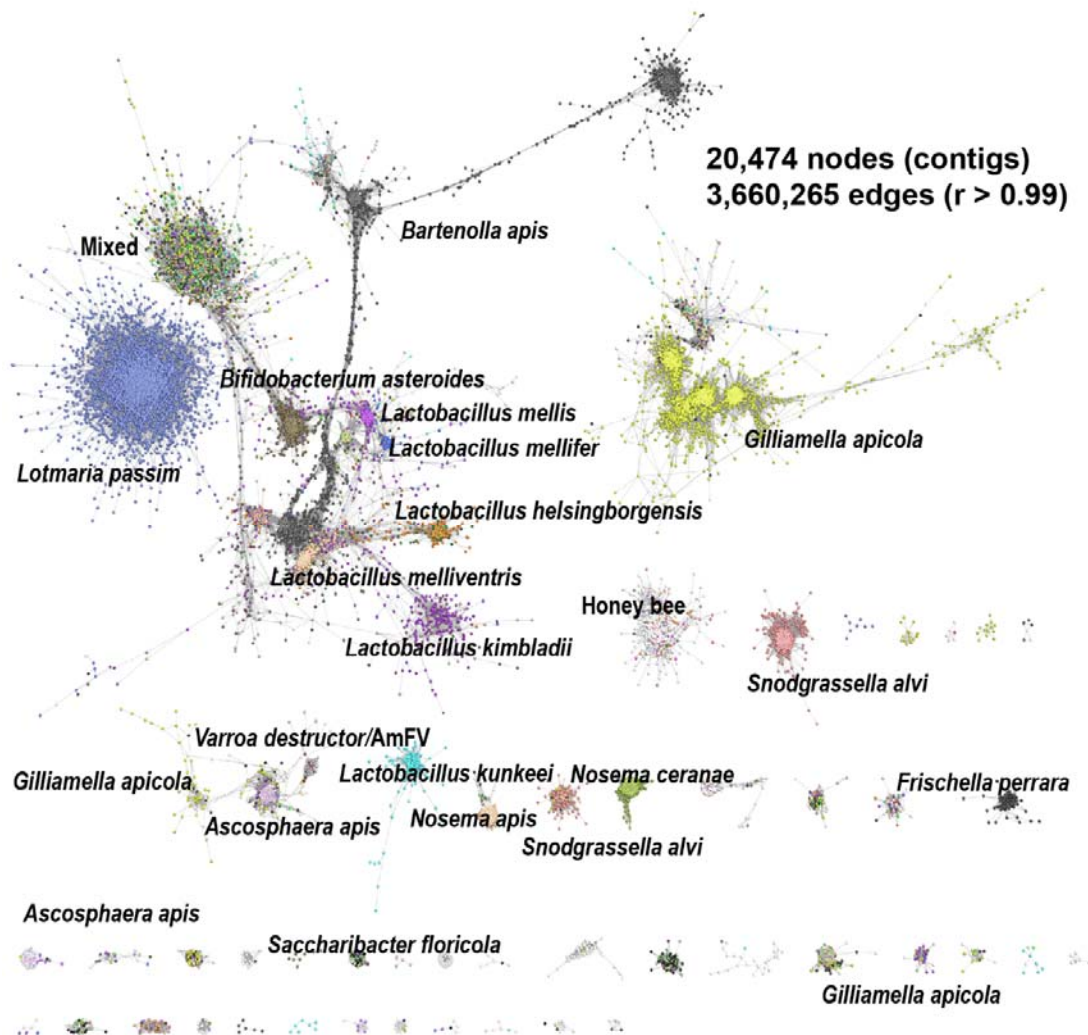 20,474 nodes (contigs)
3,660,265 edges (r > 0.99)
Bartenolla apis
Mixed
Bifidobacterium asteroides
Lactobacillus mellis
Gilliamella apicola
Lactobacillus mellifer
Lotmaria passim
Lactobacillus helsingborgensis
Lactobacillus melliventris
Honey bee
Lactobacillus kimbladii
Snodgrassella alvi
Varroa destructor/AmFV
Gilliamella apicola
Lactobacillus kunkeei
Nosema ceranae
Frischella perrara
Ascosphaera apis
Nosema apis
Snodgrassella alvi
Ascosphaera apis
Saccharibacter floricola
Gilliamella apicola